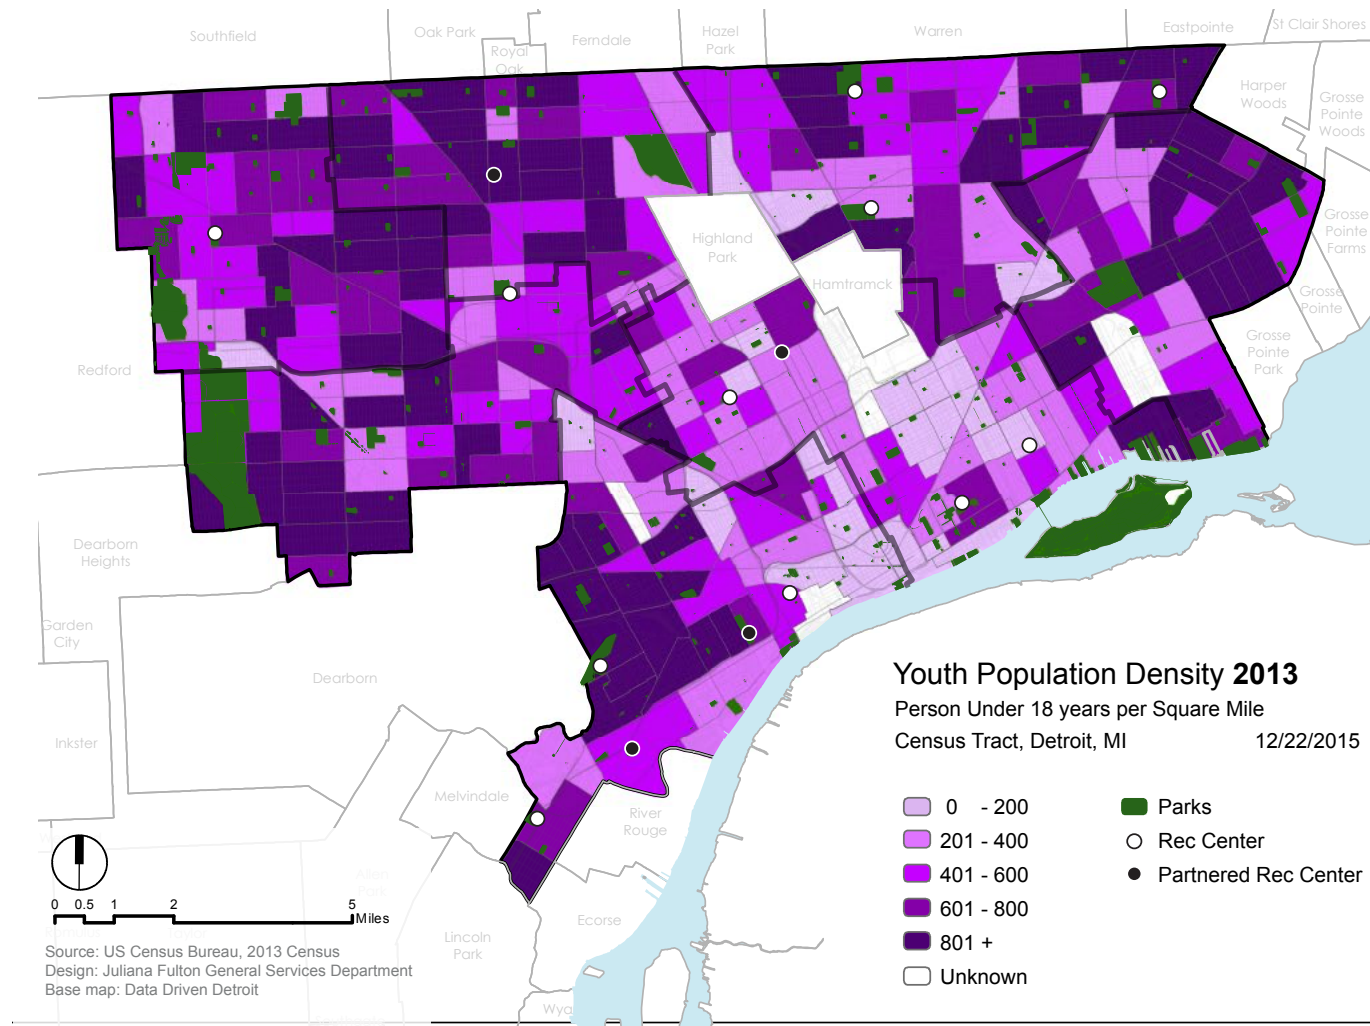 Southfield
Oak Park
Royal
Oak
Ferndale
Hazel
Park
Warren
Eastpointe
St Clair Shores
Harper
Woods
Grosse
Pointe
Woods
Grosse
Pointe
Farms
Grosse
Pointe
Grosse
Pointe
Park
Highland
Park
Hamtramck
Redford
Dearborn
Heights
Garden
City
Dearborn
Inkster
Melvindale
River
Rouge
Allen
Park
Ecorse
Lincoln
Park
Youth Population Density 2013
Person Under 18 years per Square Mile
Census Tract, Detroit, MI 12/22/2015
0 - 200
201 - 400
401 - 600
601 - 800
801 +
Unknown
Parks
Rec Center
Partnered Rec Center
0 0.5 1 2 5
Miles
Source: US Census Bureau, 2013 Census
Design: Juliana Fulton General Services Department
Base map: Data Driven Detroit